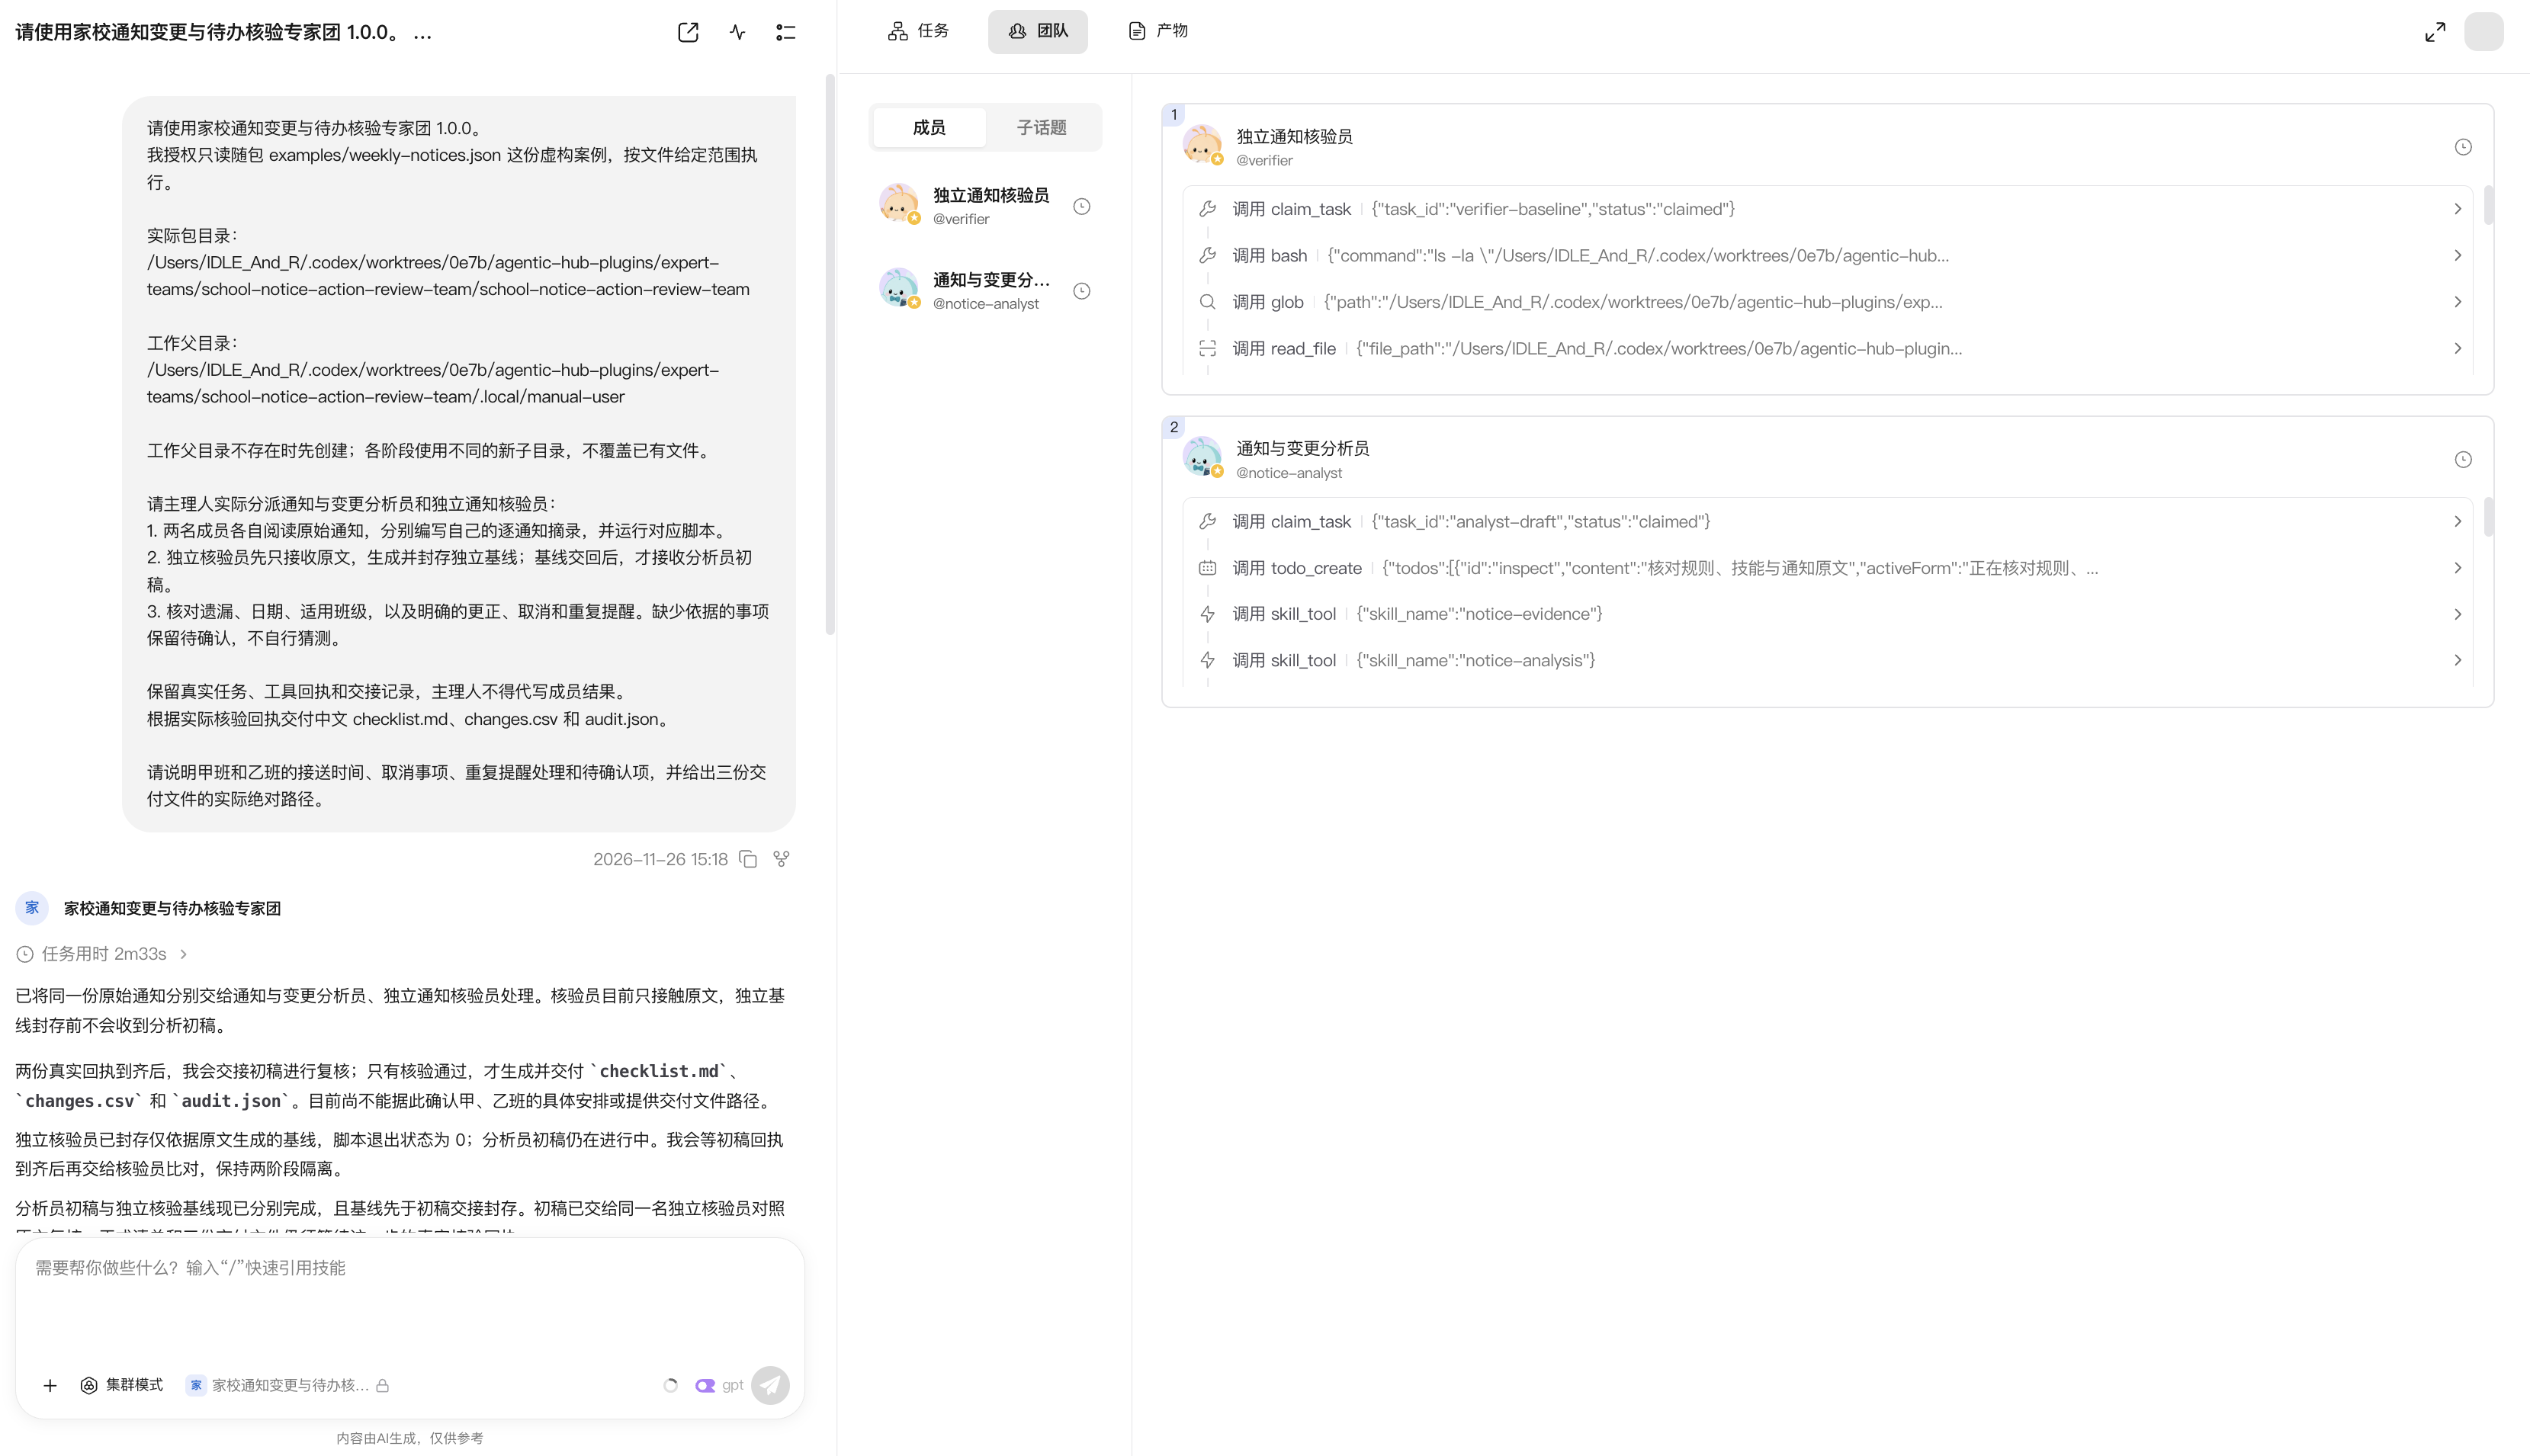 请使用家校通知变更与待办核验专家团 1.0.0。 ...
请使用家校通知变更与待办核验专家团 1.0.0。
我授权只读随包 examples/weekly-notices.json 这份虚构案例，按文件给定范围执
行。
实际包目录：
/Users/IDLE_And_R/.codex/worktrees/0e7b/agentic-hub-plugins/expert-
teams/school-notice-action-review-team/school-notice-action-review-team
工作父目录：
/Users/IDLE_And_R/.codex/worktrees/0e7b/agentic-hub-plugins/expert-
teams/school-notice-action-review-team/.local/manual-user
工作父目录不存在时先创建；各阶段使用不同的新子目录，不覆盖已有文件。
请主理人实际分派通知与变更分析员和独立通知核验员：
1. 两名成员各自阅读原始通知，分别编写自己的逐通知摘录，并运行对应脚本。
2. 独立核验员先只接收原文，生成并封存独立基线；基线交回后，才接收分析员初
稿。
3. 核对遗漏、日期、适用班级，以及明确的更正、取消和重复提醒。缺少依据的事项
保留待确认，不自行猜测。
保留真实任务、工具回执和交接记录，主理人不得代写成员结果。
根据实际核验回执交付中文 checklist.md、changes.csv 和 audit.json。
请说明甲班和乙班的接送时间、取消事项、重复提醒处理和待确认项，并给出三份交
付文件的实际绝对路径。
2026-11-26 15:18
家 家校通知变更与待办核验专家团
任务用时 2m33s
已将同一份原始通知分别交给通知与变更分析员、独立通知核验员处理。核验员目前只接触原文，独立基
线封存前不会收到分析初稿。
两份真实回执到齐后，我会交接初稿进行复核；只有核验通过，才生成并交付 `checklist.md`、
`changes.csv` 和 `audit.json`。目前尚不能据此确认甲、乙班的具体安排或提供交付文件路径。
独立核验员已封存仅依据原文生成的基线，脚本退出状态为 0；分析员初稿仍在进行中。我会等初稿回执
到齐后再交给核验员比对，保持两阶段隔离。
分析员初稿与独立核验基线现已分别完成，且基线先于初稿交接封存。初稿已交给同一名独立核验员对照
需要帮你做些什么？输入“/”快速引用技能
集群模式
家 家校通知变更与待办核...
gpt
内容由AI生成，仅供参考
任务
团队
产物
成员
子话题
独立通知核验员
@verifier
通知与变更分...
@notice-analyst
1
独立通知核验员
@verifier
调用 claim_task {"task_id":"verifier-baseline","status":"claimed"}
调用 bash {"command":"ls -la \"/Users/IDLE_And_R/.codex/worktrees/0e7b/agentic-hub...
调用 glob {"path":"/Users/IDLE_And_R/.codex/worktrees/0e7b/agentic-hub-plugins/exp...
调用 read_file {"file_path":"/Users/IDLE_And_R/.codex/worktrees/0e7b/agentic-hub-plugin...
2
通知与变更分析员
@notice-analyst
调用 claim_task {"task_id":"analyst-draft","status":"claimed"}
调用 todo_create {"todos":[{"id":"inspect","content":"核对规则、技能与通知原文","activeForm":"正在核对规则、...
调用 skill_tool {"skill_name":"notice-evidence"}
调用 skill_tool {"skill_name":"notice-analysis"}